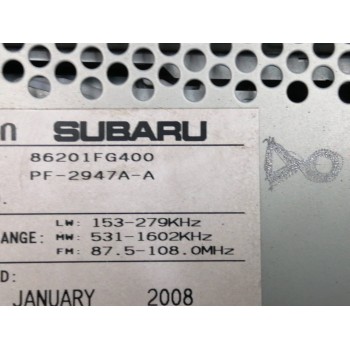 n SUBARU
86201FG400
PF-2947A-A
LW: 153-279KHz
ANGE: MW: 531-1602KHz
FM: 87.5-108.0MHz
D:
JANUARY 2008